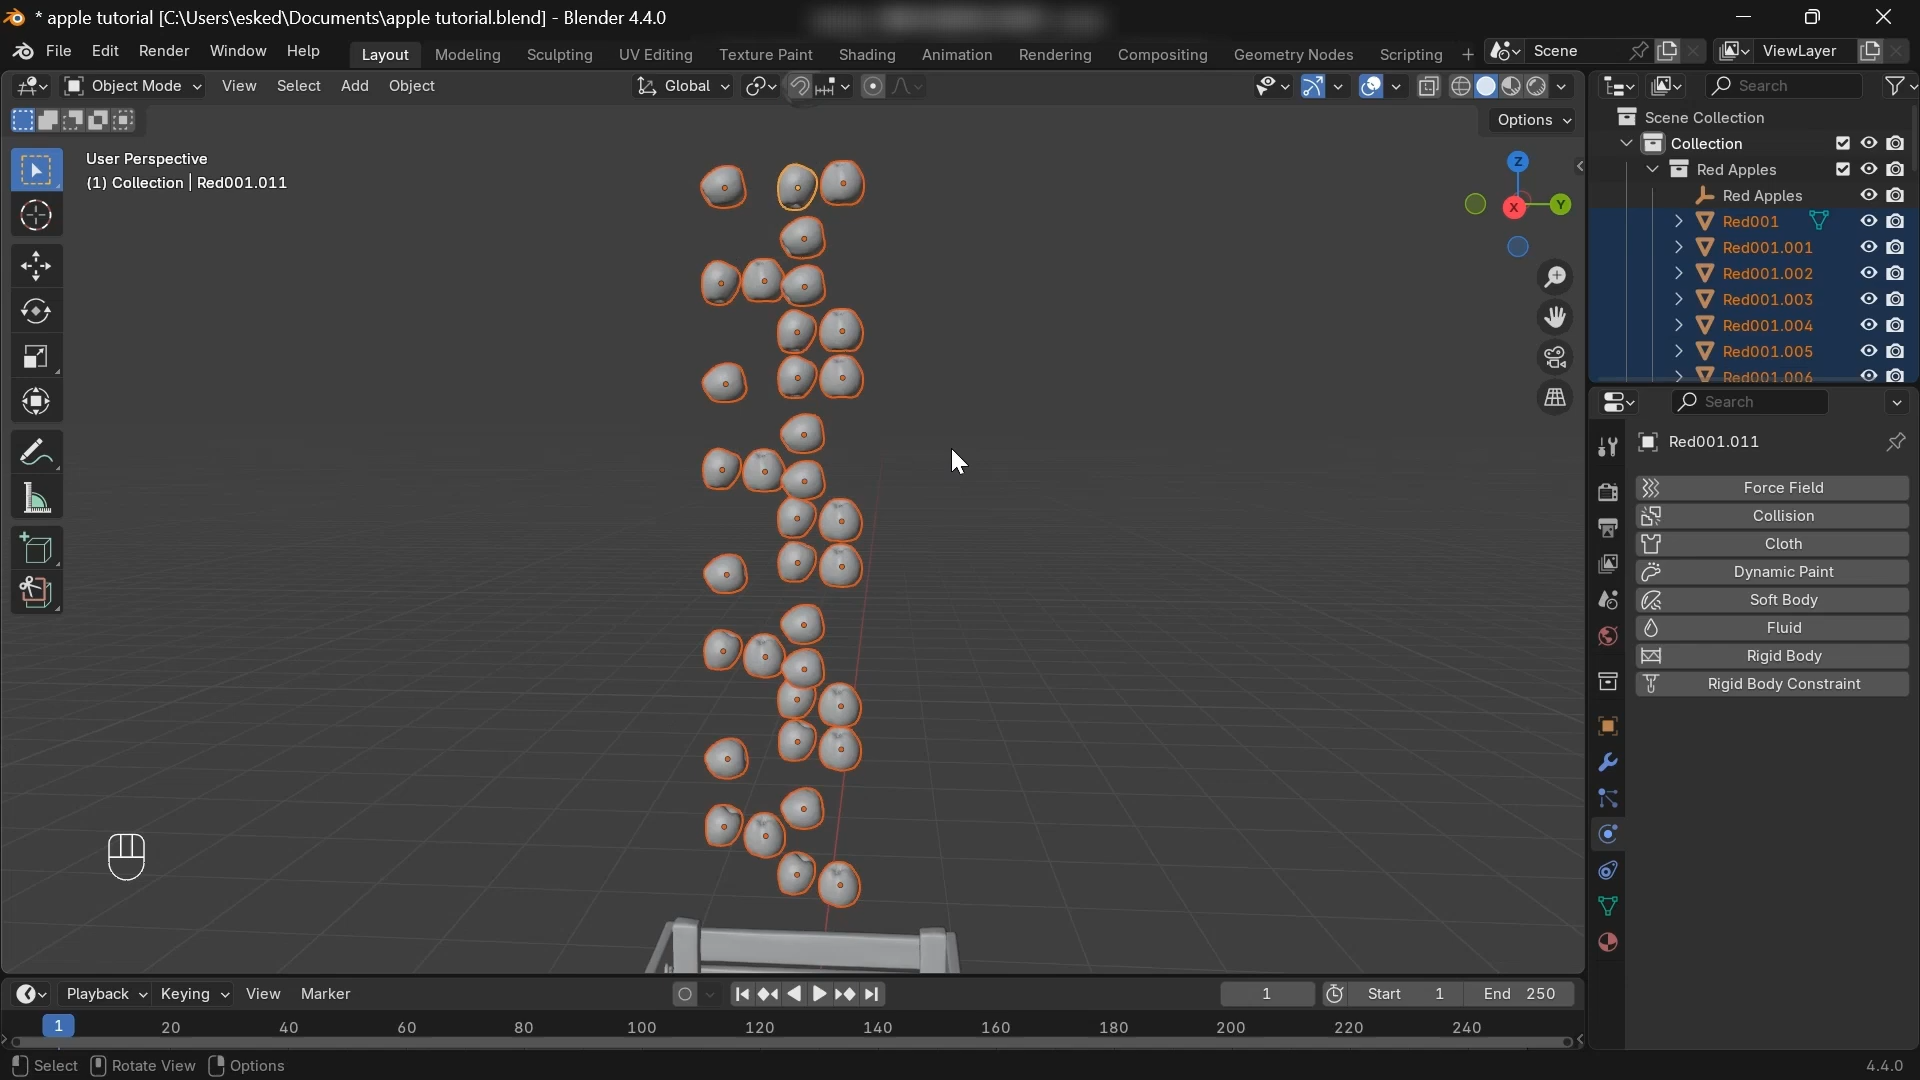 * apple tutorial [C:\Users\esked\Documents\apple tutorial.blend] - Blender 4.4.0
File Edit Render Window Help Layout Modeling Sculpting UV Editing Texture Paint Shading Animation Rendering Compositing Geometry Nodes Scripting + Scene ViewLayer
Object Mode View Select Add Object Global Search
Options
Scene Collection
Collection
User Perspective
(1) Collection | Red001.011
Z
Y
X
Red Apples
Red Apples
Red001
Red001.001
Red001.002
Red001.003
Red001.004
Red001.005
Red001.006
Search
Red001.011
Force Field
Collision
Cloth
Dynamic Paint
Soft Body
Fluid
Rigid Body
Rigid Body Constraint
Playback Keying View Marker 1 Start 1 End 250
1 20 40 60 80 100 120 140 160 180 200 220 240
Select Rotate View Options 4.4.0